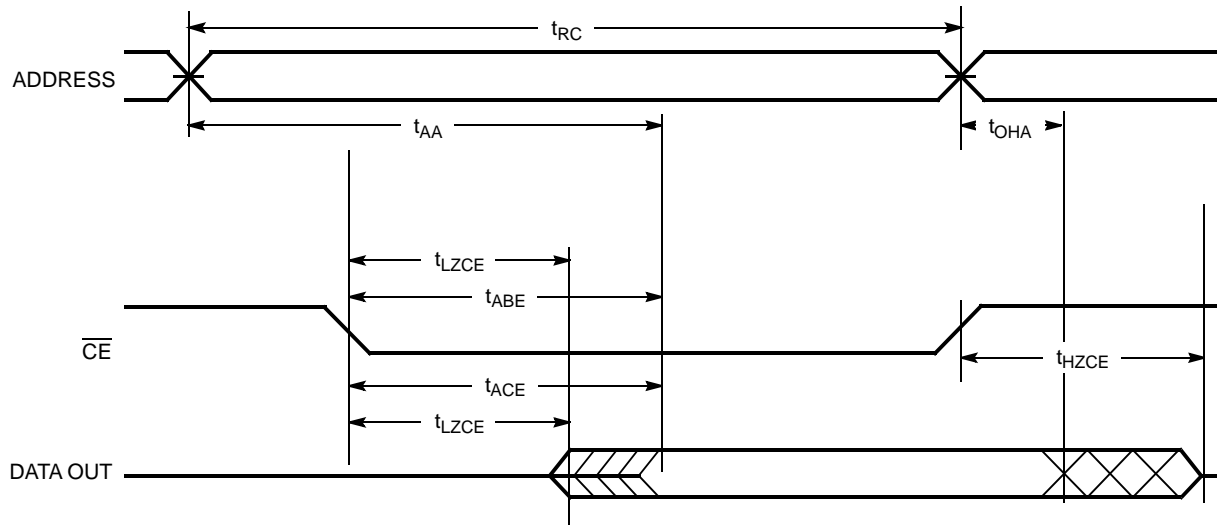 tRC
ADDRESS
tAA
tOHA
tLZCE
tABE
CE
tHZCE
tACE
tLZCE
DATA OUT